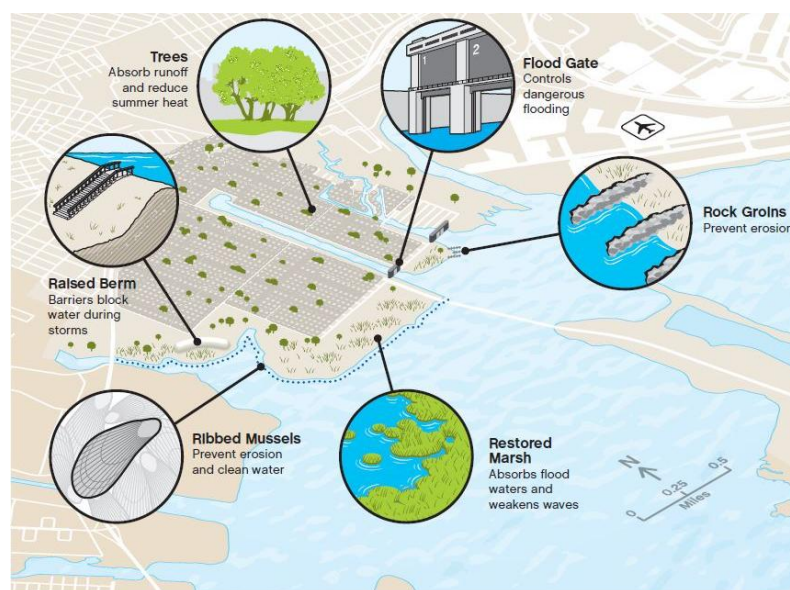 Trees
Absorb runoff
and reduce
summer heat
1
2
Flood Gate
Controls
dangerous
flooding
Rock Groins
Prevent erosion
Raised Berm
Barriers block
water during
storms
Ribbed Mussels
Prevent erosion
and clean water
Restored
Marsh
Absorbs flood
waters and
weakens waves
N
0
0.25
0.5
Miles